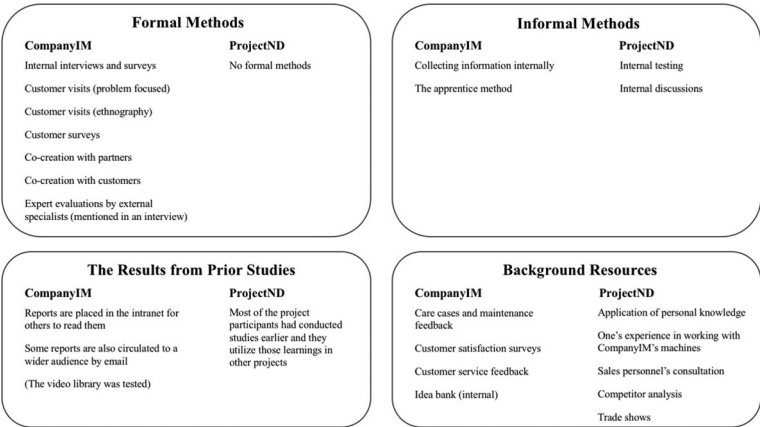 Formal Methods
CompanyIM
Internal interviews and surveys
Customer visits (problem focused)
Customer visits (ethnography)
Customer surveys
Co-creation with partners
Co-creation with customers
Expert evaluations by external
specialists (mentioned in an interview)
ProjectND
No formal methods
Informal Methods
CompanyIM
Collecting information internally
The apprentice method
ProjectND
Internal testing
Internal discussions
The Results from Prior Studies
CompanyIM
Reports are placed in the intranet for
others to read them
Some reports are also circulated to a
wider audience by email
(The video library was tested)
ProjectND
Most of the project
participants had conducted
studies earlier and they
utilize those learnings in
other projects
Background Resources
CompanyIM
Care cases and maintenance
feedback
Customer satisfaction surveys
Customer service feedback
Idea bank (internal)
ProjectND
Application of personal knowledge
One's experience in working with
CompanyIM's machines
Sales personnel's consultation
Competitor analysis
Trade shows